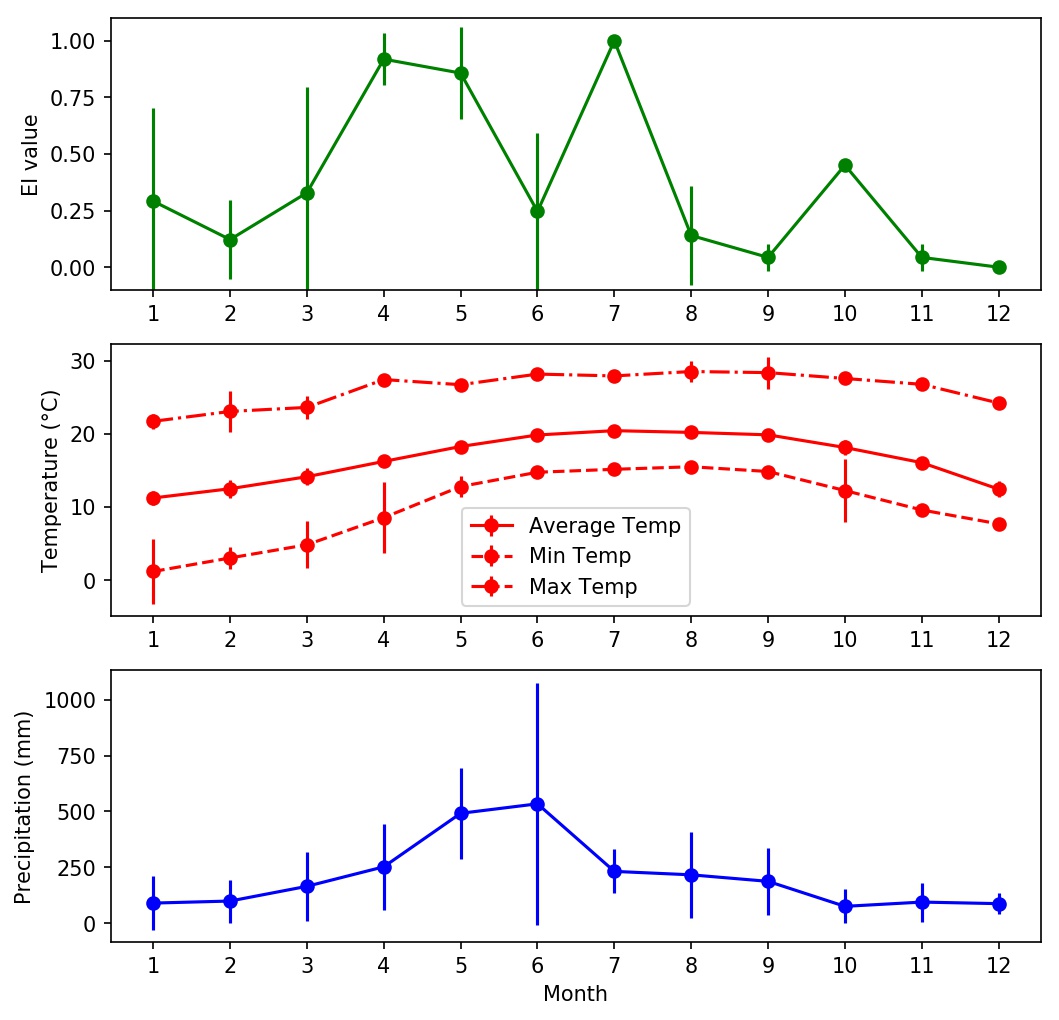 EI value
1.00
0.75
0.50
0.25
0.00
1 2 3 4 5 6 7 8 9 10 11 12
Temperature (°C)
30
20
10
0
Average Temp
Min Temp
Max Temp
1 2 3 4 5 6 7 8 9 10 11 12
Precipitation (mm)
1000
750
500
250
0
1 2 3 4 5 6 7 8 9 10 11 12
Month